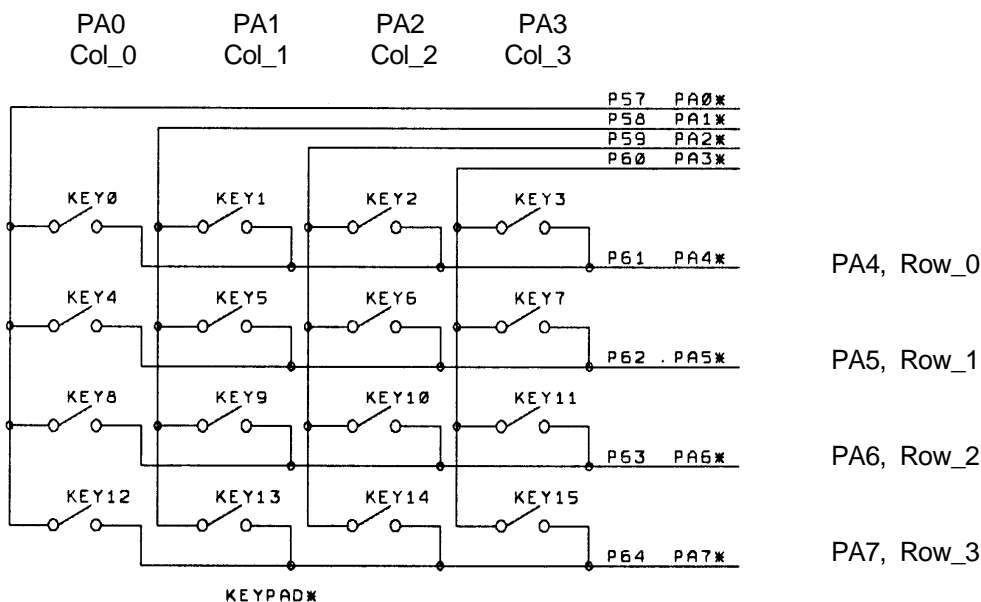 PA0 PA1 PA2 PA3
Col_0 Col_1 Col_2 Col_3
P57 PA0*
P58 PA1*
P59 PA2*
P60 PA3*
KEY0 KEY1 KEY2 KEY3
P61 PA4* PA4, Row_0
KEY4 KEY5 KEY6 KEY7
P62 . PA5* PA5, Row_1
KEY8 KEY9 KEY10 KEY11
P63 PA6* PA6, Row_2
KEY12 KEY13 KEY14 KEY15
P64 PA7* PA7, Row_3
KEYPAD*